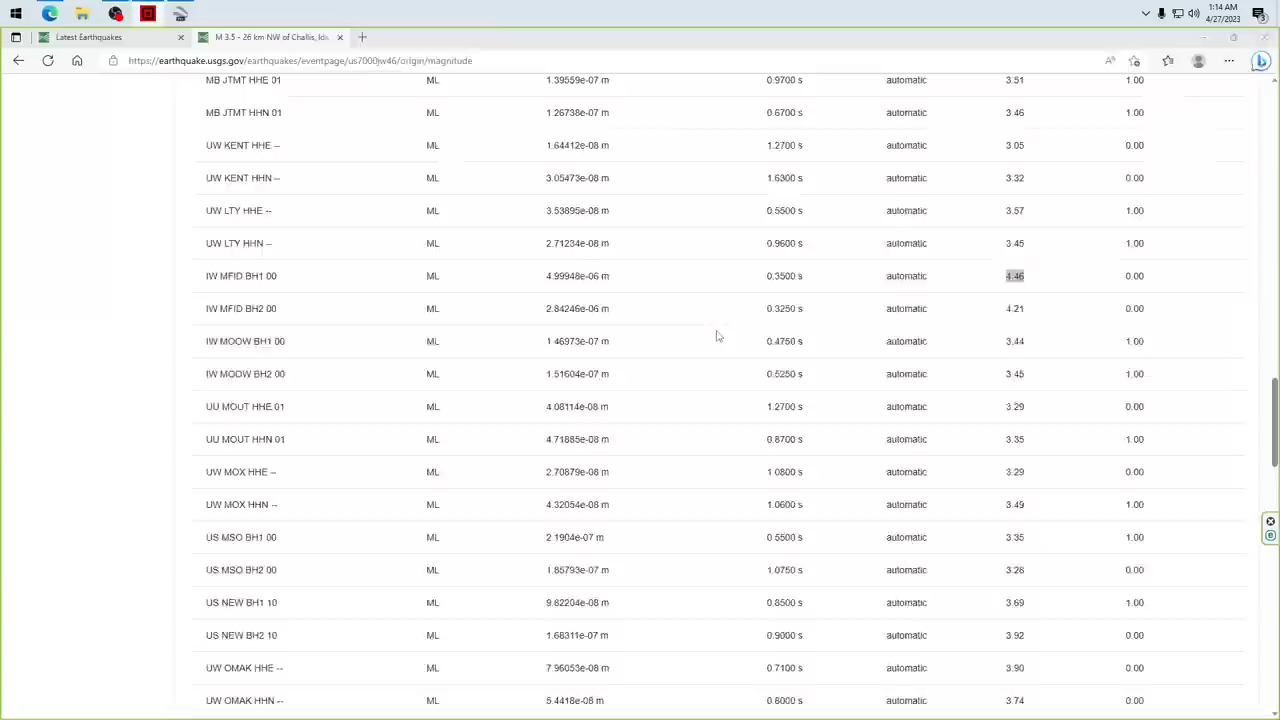 1:14 AM
4/27/2023
3
Latest Earthquakes
M 3.5 - 26 km NW of Challis, Ida
https://earthquake.usgs.gov/earthquakes/eventpage/us7000jw46/origin/magnitude
MB JTMT HHE 01 ML 1.39559e-07 m 0.9700 s automatic 3.51 1.00
MB JTMT HHN 01 ML 1.26738e-07 m 0.6700 s automatic 3.46 1.00
UW KENT HHE -- ML 1.64412e-08 m 1.2700 s automatic 3.05 0.00
UW KENT HHN -- ML 3.05473e-08 m 1.6300 s automatic 3.32 0.00
UW LTY HHE -- ML 3.53895e-08 m 0.5500 s automatic 3.57 1.00
UW LTY HHN -- ML 2.71234e-08 m 0.9600 s automatic 3.45 1.00
IW MFID BH1 00 ML 4.99948e-06 m 0.3500 s automatic 4.46 0.00
IW MFID BH2 00 ML 2.84246e-06 m 0.3250 s automatic 4.21 0.00
IW MOOW BH1 00 ML 1.46973e-07 m 0.4750 s automatic 3.44 1.00
IW MOOW BH2 00 ML 1.51604e-07 m 0.5250 s automatic 3.45 1.00
UU MOUT HHE 01 ML 4.08114e-08 m 1.2700 s automatic 3.29 0.00
UU MOUT HHN 01 ML 4.71885e-08 m 0.8700 s automatic 3.35 1.00
UW MOX HHE -- ML 2.70879e-08 m 1.0800 s automatic 3.29 0.00
UW MOX HHN -- ML 4.32054e-08 m 1.0600 s automatic 3.49 1.00
US MSO BH1 00 ML 2.1904e-07 m 0.5500 s automatic 3.35 1.00
US MSO BH2 00 ML 1.85793e-07 m 1.0750 s automatic 3.26 0.00
US NEW BH1 10 ML 9.62204e-08 m 0.8500 s automatic 3.69 1.00
US NEW BH2 10 ML 1.68311e-07 m 0.9000 s automatic 3.92 0.00
UW OMAK HHE -- ML 7.96053e-08 m 0.7100 s automatic 3.90 0.00
UW OMAK HHN -- ML 5.4418e-08 m 0.8000 s automatic 3.74 0.00